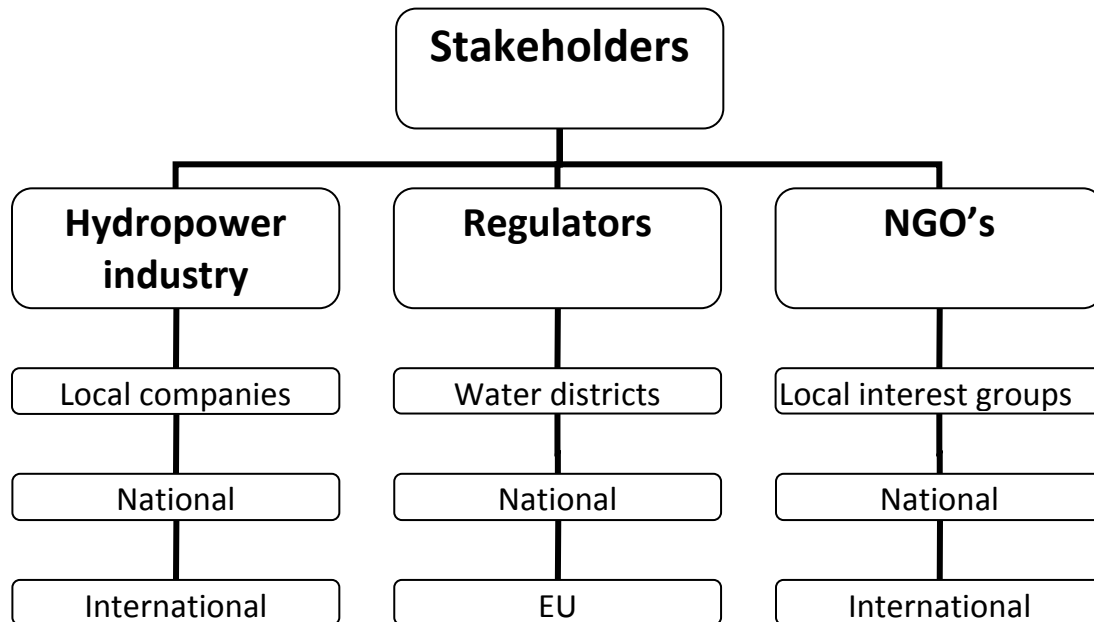 Stakeholders
Hydropower
industry
Regulators
NGO’s
Local companies
Water districts
Local interest groups
National
National
National
International
EU
International